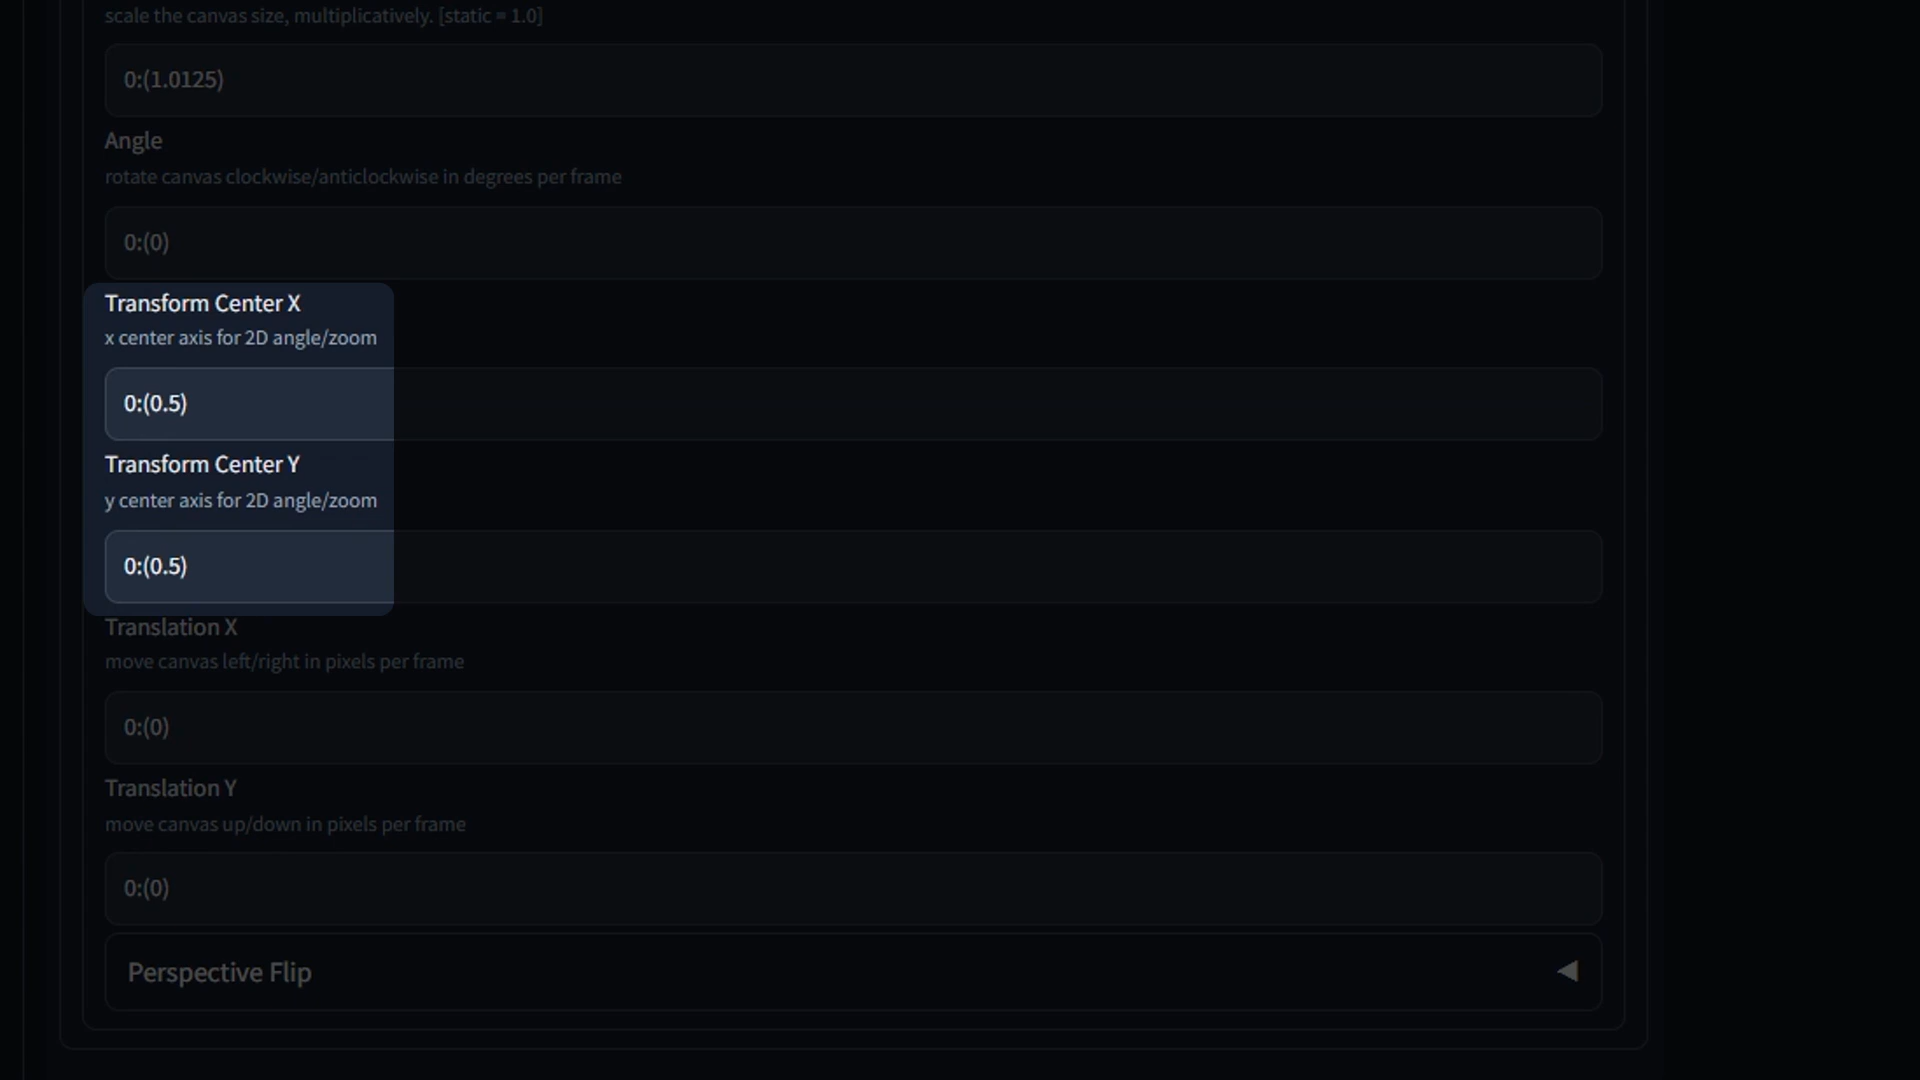 scale the canvas size, multiplicatively. [static = 1.0]
0:(1.0125)
Angle
rotate canvas clockwise/anticlockwise in degrees per frame
0:(0)
Transform Center X
x center axis for 2D angle/zoom
0:(0.5)
Transform Center Y
y center axis for 2D angle/zoom
0:(0.5)
Translation X
move canvas left/right in pixels per frame
0:(0)
Translation Y
move canvas up/down in pixels per frame
0:(0)
Perspective Flip